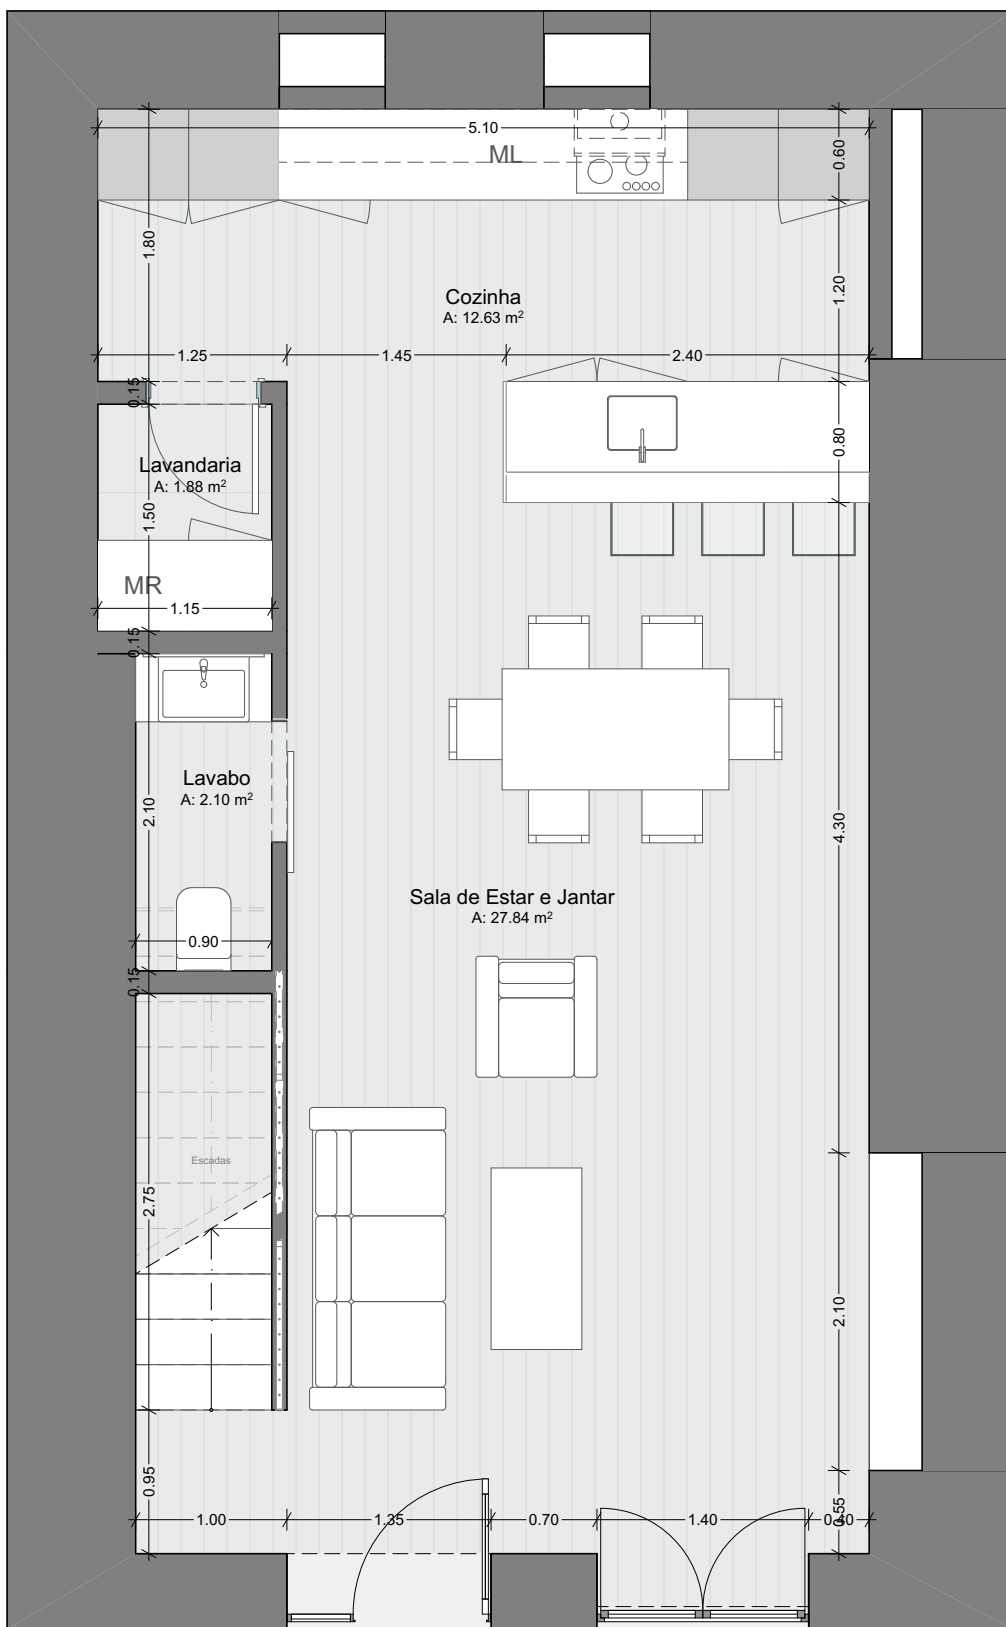 5.10
ML
0.60
1.80
1.20
Cozinha
A: 12.63 m²
1.25
1.45
2.40
0.15
0.80
Lavandaria
A: 1.88 m²
1.50
MR
1.15
0.15
Lavabo
A: 2.10 m²
2.10
4.30
Sala de Estar e Jantar
A: 27.84 m²
0.90
0.15
Escadas
2.75
2.10
0.95
0.55
1.00
1.35
0.70
1.40
0.40